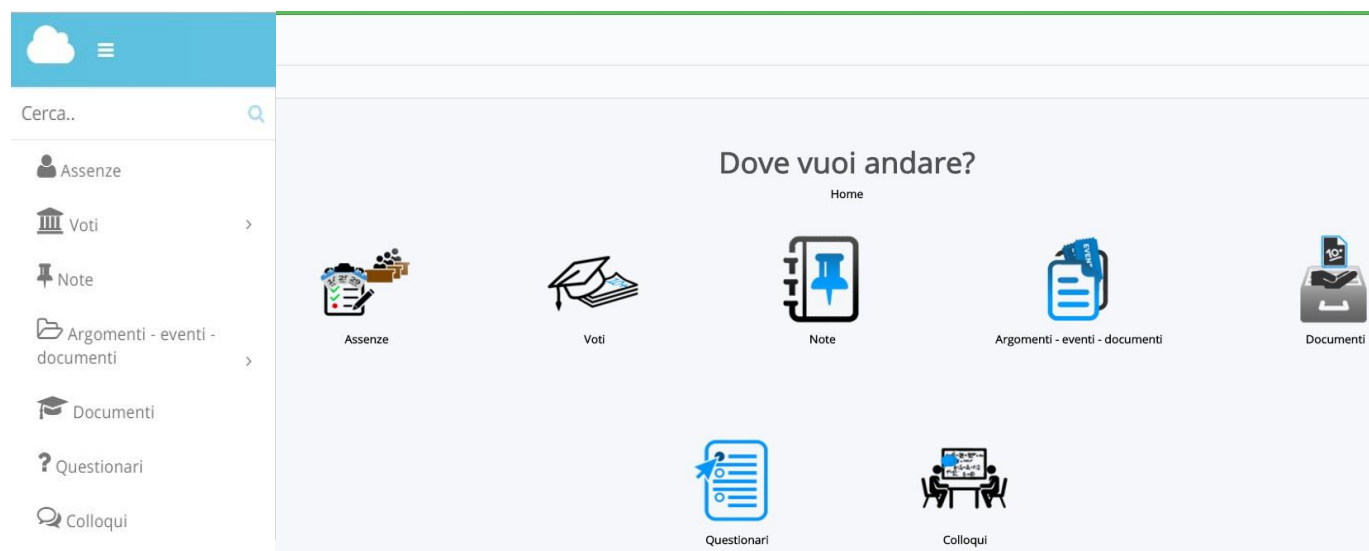 Cerca..
Assenze
Voti
Note
Argomenti - eventi -
documenti
Documenti
Questionari
Colloqui
Dove vuoi andare?
Home
Assenze
Voti
Note
Argomenti - eventi - documenti
Documenti
Questionari
Colloqui